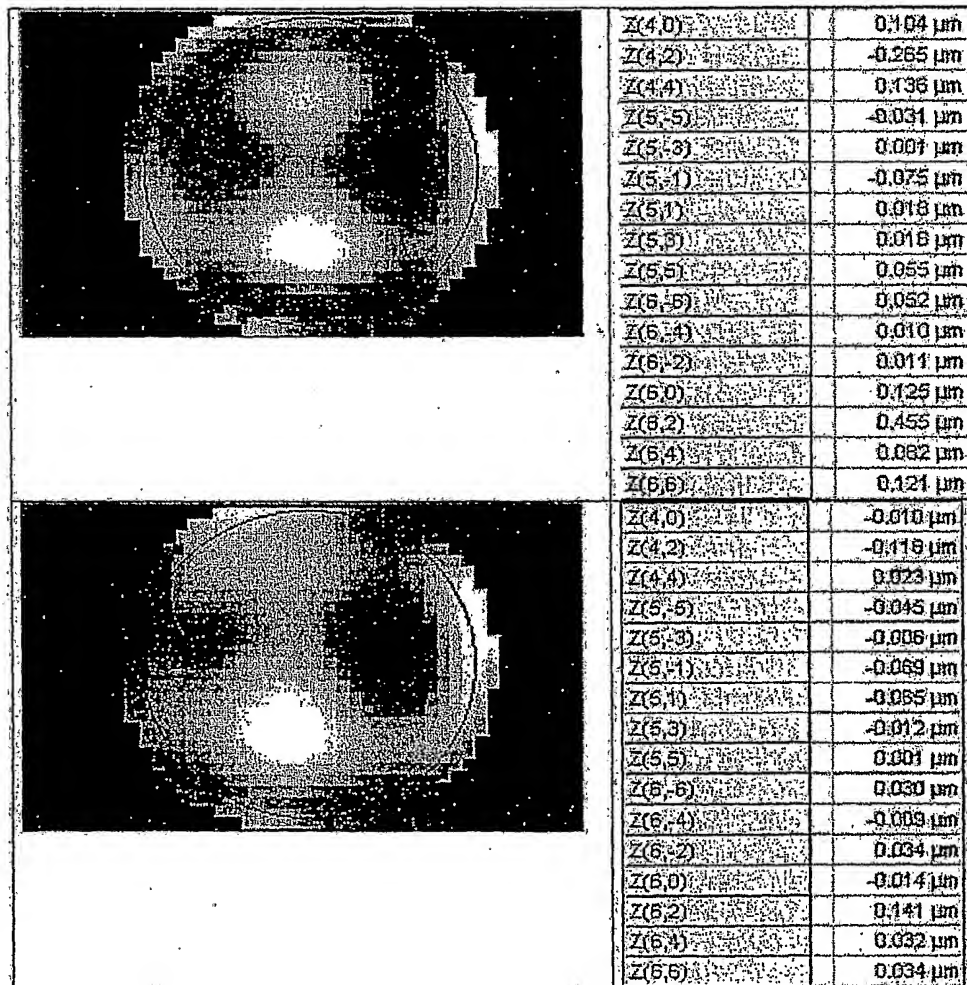 Z(4,0) 0.104 µm
Z(4,2) -0.265 µm
Z(4,4) 0.136 µm
Z(5,-5) -0.031 µm
Z(5,-3) 0.001 µm
Z(5,-1) -0.075 µm
Z(5,1) 0.018 µm
Z(5,3) 0.018 µm
Z(5,5) 0.055 µm
Z(6,-6) 0.052 µm
Z(6,-4) 0.010 µm
Z(6,-2) 0.011 µm
Z(6,0) 0.125 µm
Z(6,2) 0.455 µm
Z(6,4) 0.082 µm
Z(6,6) 0.121 µm
Z(4,0) -0.010 µm
Z(4,2) -0.118 µm
Z(4,4) 0.023 µm
Z(5,-5) -0.045 µm
Z(5,-3) -0.006 µm
Z(5,-1) -0.069 µm
Z(5,1) -0.065 µm
Z(5,3) -0.012 µm
Z(5,5) 0.001 µm
Z(6,-6) 0.030 µm
Z(6,-4) -0.009 µm
Z(6,-2) 0.034 µm
Z(6,0) -0.014 µm
Z(6,2) 0.141 µm
Z(6,4) 0.032 µm
Z(6,6) 0.034 µm